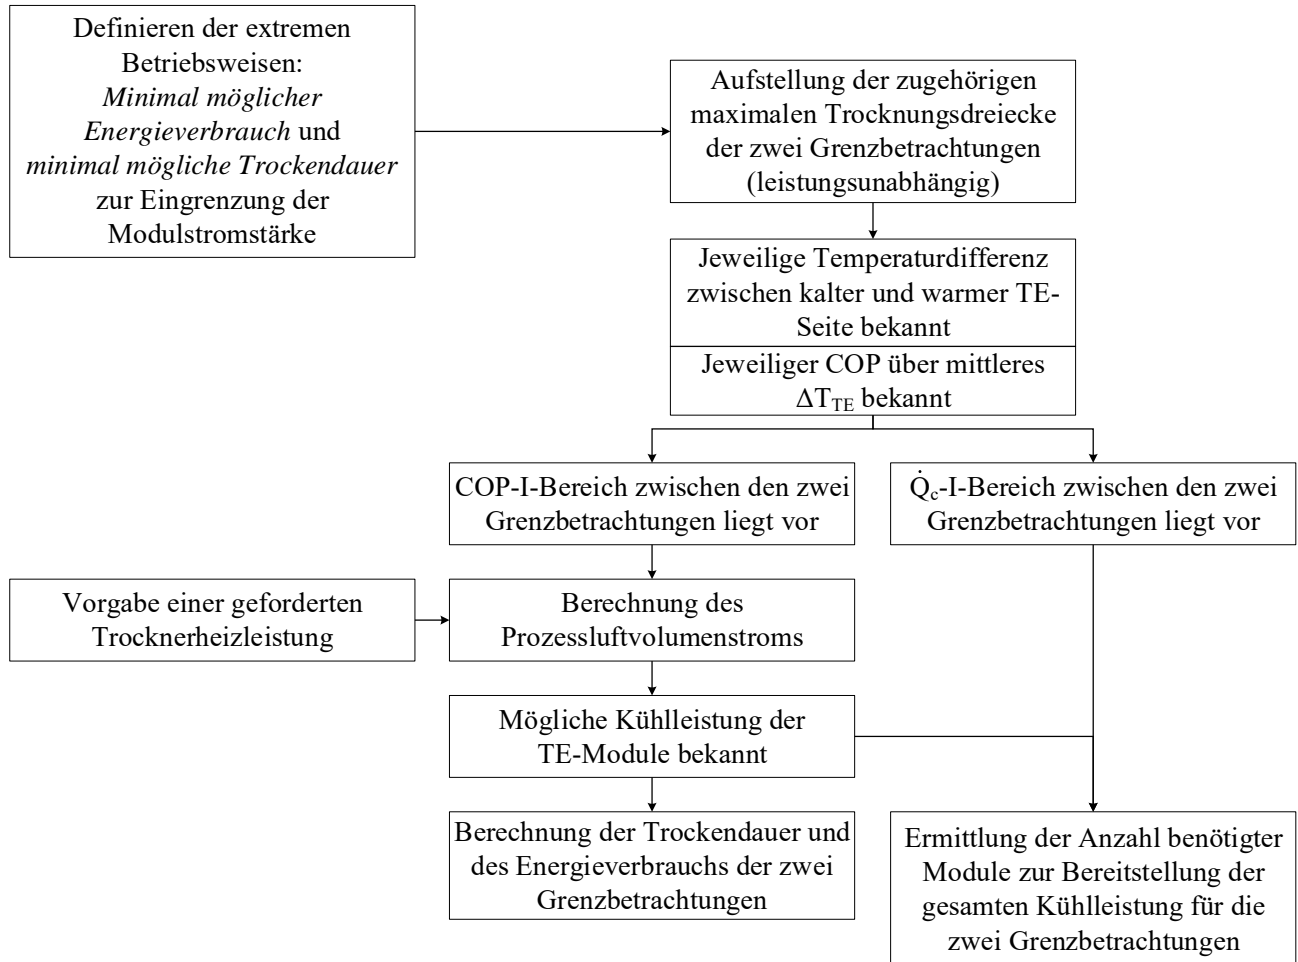 Definieren der extremen
Betriebsweisen:
Minimal möglicher
Energieverbrauch und
minimal mögliche Trockendauer
zur Eingrenzung der
Modulstromstärke
Aufstellung der zugehörigen
maximalen Trocknungsdreiecke
der zwei Grenzbetrachtungen
(leistungsunabhängig)
Jeweilige Temperaturdifferenz
zwischen kalter und warmer TE-
Seite bekannt
Jeweiliger COP über mittleres
ΔT_TE bekannt
COP-I-Bereich zwischen den zwei
Grenzbetrachtungen liegt vor
Q̇_c-I-Bereich zwischen den zwei
Grenzbetrachtungen liegt vor
Vorgabe einer geforderten
Trocknerheizleistung
Berechnung des
Prozessluftvolumenstroms
Mögliche Kühlleistung der
TE-Module bekannt
Berechnung der Trockendauer und
des Energieverbrauchs der zwei
Grenzbetrachtungen
Ermittlung der Anzahl benötigter
Module zur Bereitstellung der
gesamten Kühlleistung für die
zwei Grenzbetrachtungen